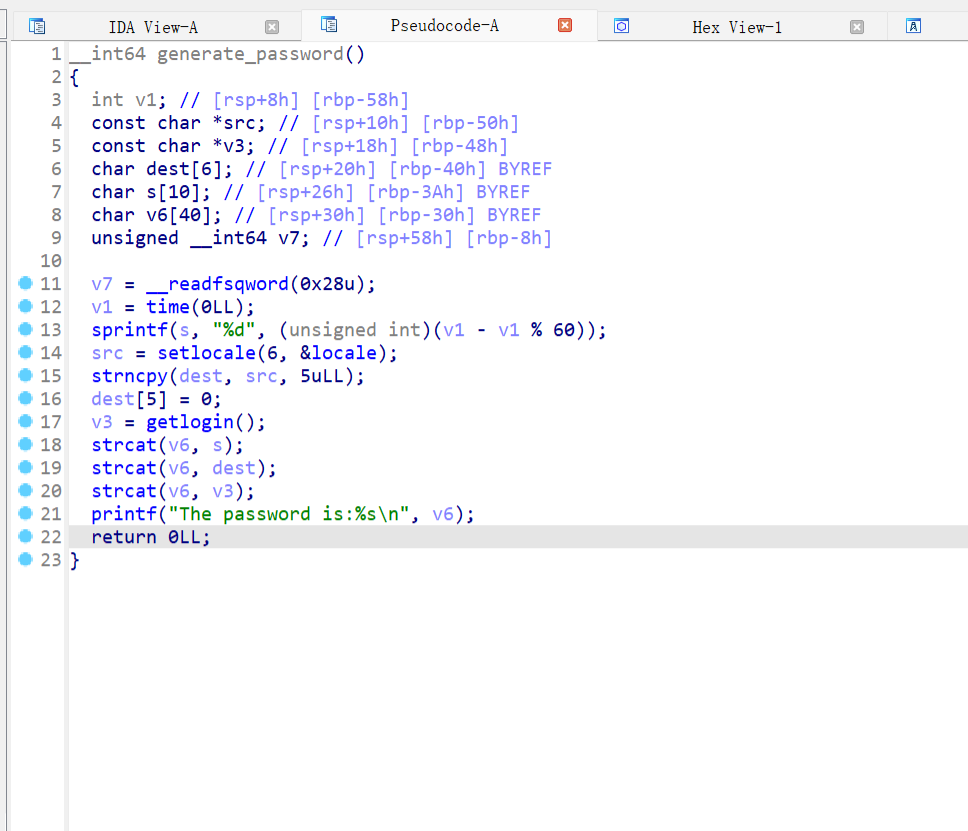 IDA View-A Pseudocode-A Hex View-1 A
1 __int64 generate_password()
2 {
3 int v1; // [rsp+8h] [rbp-58h]
4 const char *src; // [rsp+10h] [rbp-50h]
5 const char *v3; // [rsp+18h] [rbp-48h]
6 char dest[6]; // [rsp+20h] [rbp-40h] BYREF
7 char s[10]; // [rsp+26h] [rbp-3Ah] BYREF
8 char v6[40]; // [rsp+30h] [rbp-30h] BYREF
9 unsigned __int64 v7; // [rsp+58h] [rbp-8h]
10
11 v7 = __readfsqword(0x28u);
12 v1 = time(0LL);
13 sprintf(s, "%d", (unsigned int)(v1 - v1 % 60));
14 src = setlocale(6, &locale);
15 strncpy(dest, src, 5uLL);
16 dest[5] = 0;
17 v3 = getlogin();
18 strcat(v6, s);
19 strcat(v6, dest);
20 strcat(v6, v3);
21 printf("The password is:%s\n", v6);
22 return 0LL;
23 }